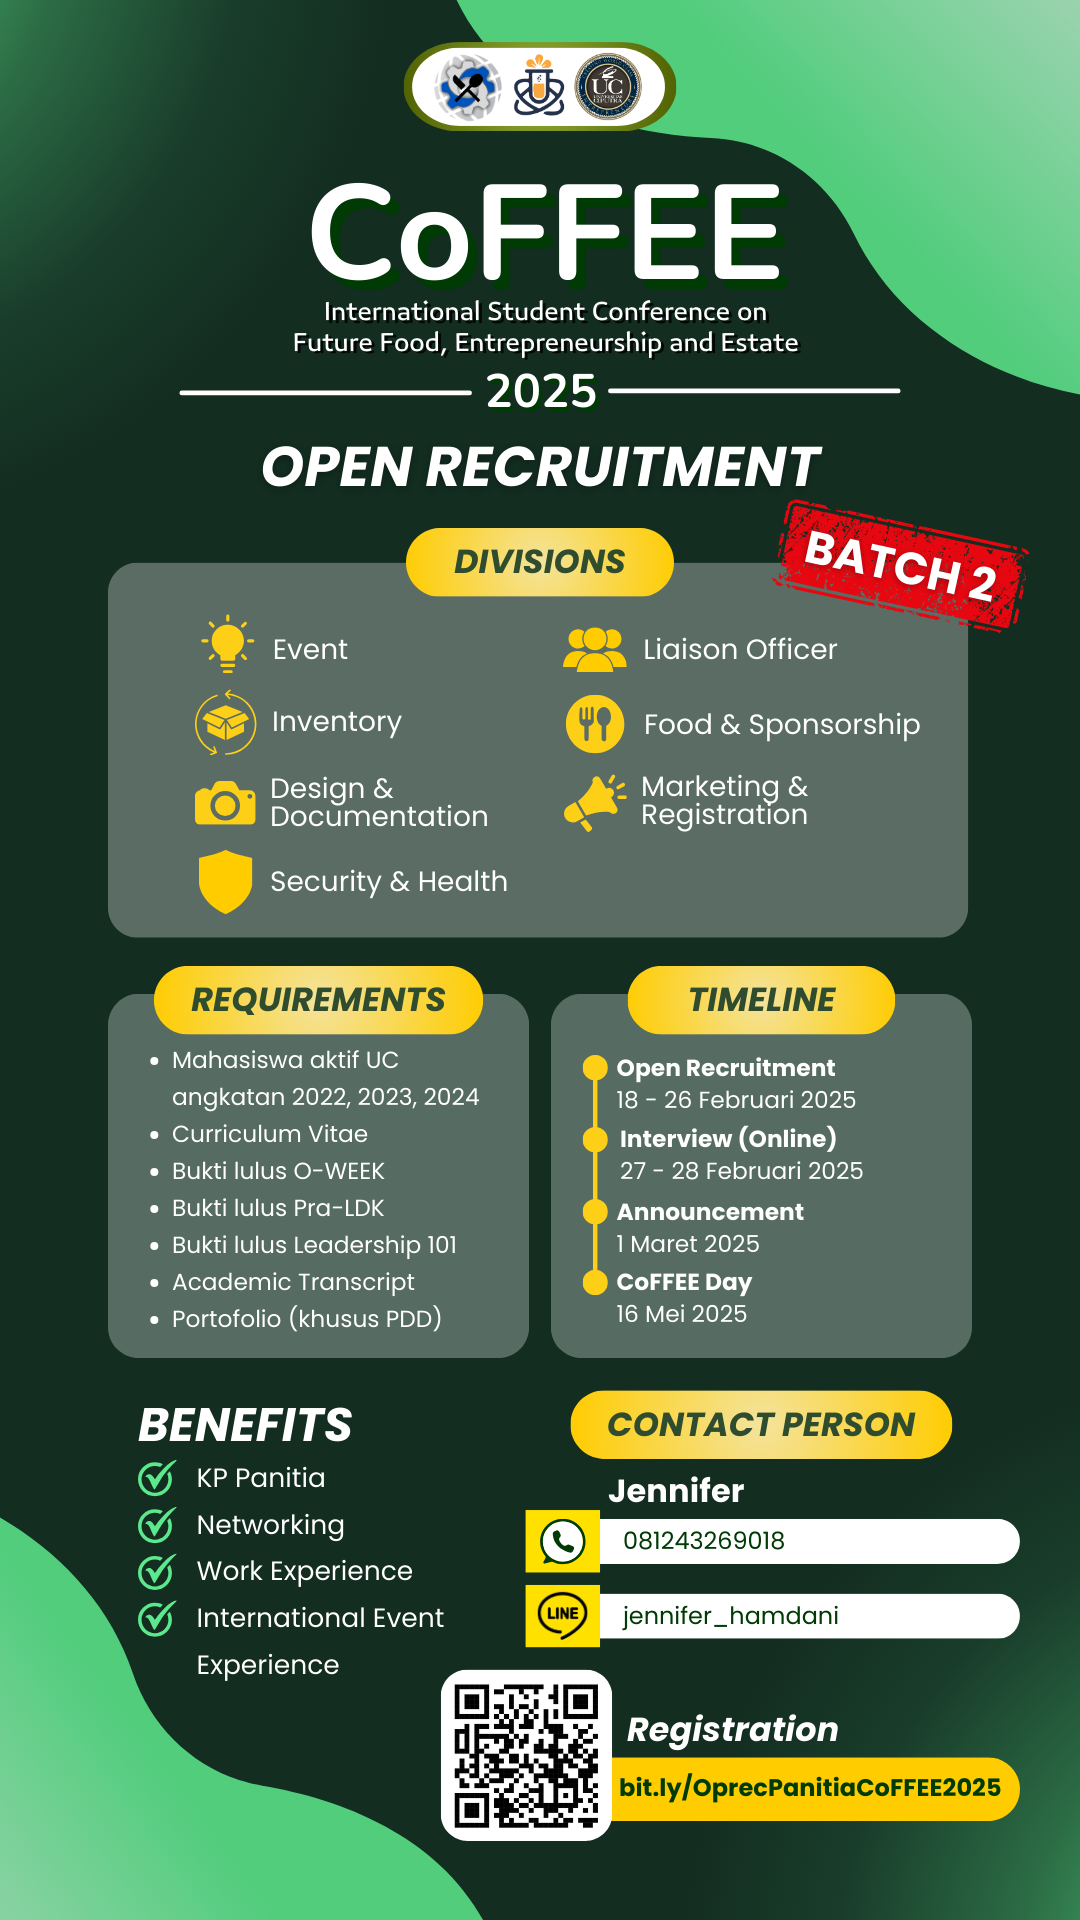 UC
UNIVERSITAS
CIPUTRA
CoFFEE
International Student Conference on
Future Food, Entrepreneurship and Estate
2025
OPEN RECRUITMENT
BATCH 2
DIVISIONS
Event
Liaison Officer
Inventory
Food & Sponsorship
Design &
Documentation
Marketing &
Registration
Security & Health
REQUIREMENTS
Mahasiswa aktif UC
angkatan 2022, 2023, 2024
Curriculum Vitae
Bukti lulus O-WEEK
Bukti lulus Pra-LDK
Bukti lulus Leadership 101
Academic Transcript
Portofolio (khusus PDD)
TIMELINE
Open Recruitment
18 - 26 Februari 2025
Interview (Online)
27 - 28 Februari 2025
Announcement
1 Maret 2025
CoFFEE Day
16 Mei 2025
BENEFITS
KP Panitia
Networking
Work Experience
International Event
Experience
CONTACT PERSON
Jennifer
081243269018
LINE
jennifer_hamdani
Registration
bit.ly/OprecPanitiaCoFFEE2025